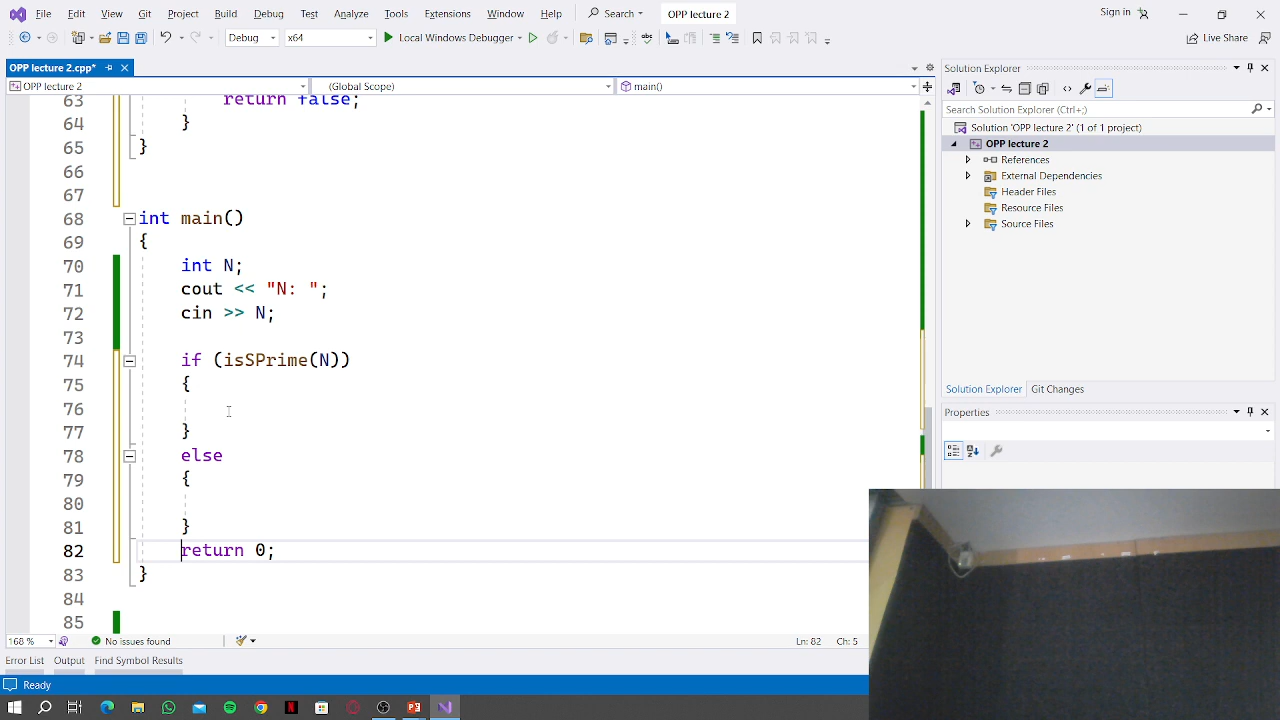 File Edit View Git Project Build Debug Test Analyze Tools Extensions Window Help Search OPP lecture 2 Sign in
Debug x64 Local Windows Debugger Live Share
OPP lecture 2.cpp*
OPP lecture 2 (Global Scope) main()
63 return false;
64 }
65 }
66
67
68 int main()
69 {
70 int N;
71 cout << "N: ";
72 cin >> N;
73
74 if (isSPrime(N))
75 {
76
77 }
78 else
79 {
80
81 }
82 return 0;
83 }
84
85
168 % No issues found Ln: 82 Ch: 5
Error List Output Find Symbol Results
Ready
Solution Explorer
Search Solution Explorer (Ctrl+;)
Solution 'OPP lecture 2' (1 of 1 project)
OPP lecture 2
References
External Dependencies
Header Files
Resource Files
Source Files
Solution Explorer Git Changes
Properties